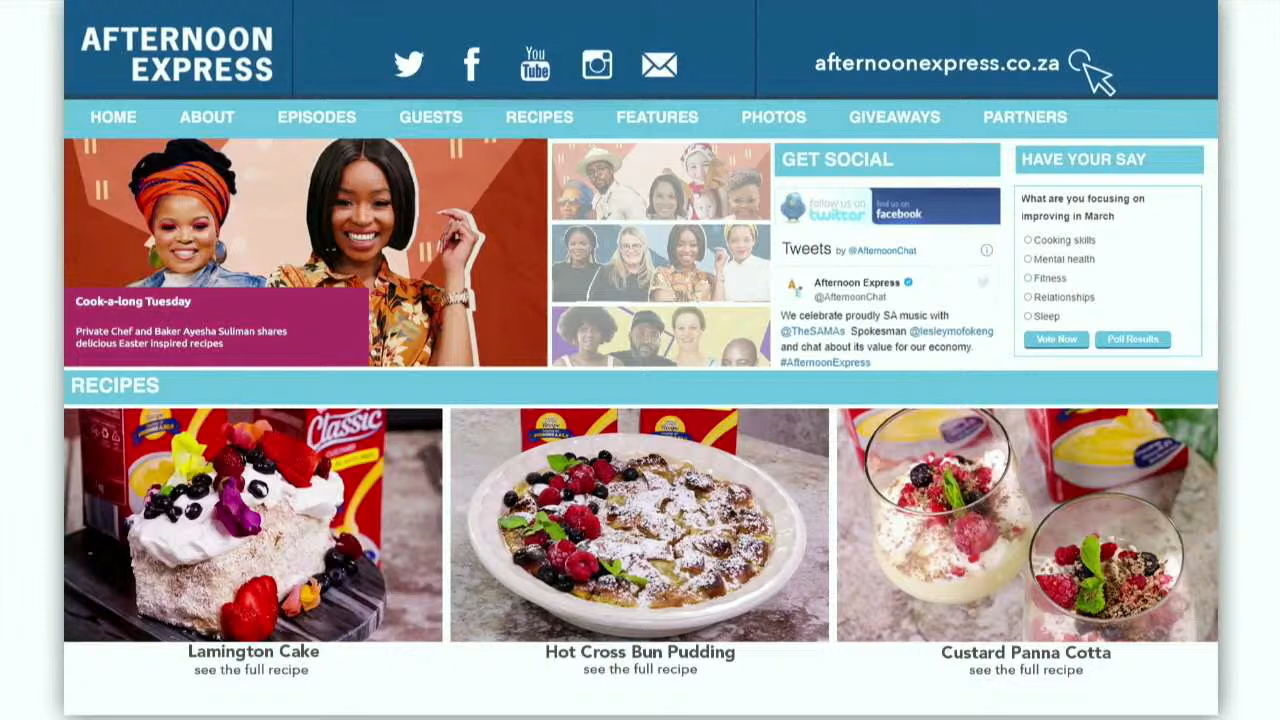 AFTERNOON
EXPRESS
You
Tube
afternoonexpress.co.za
HOME ABOUT EPISODES GUESTS RECIPES FEATURES PHOTOS GIVEAWAYS PARTNERS
Cook-a-long Tuesday
Private Chef and Baker Ayesha Suliman shares
delicious Easter inspired recipes
GET SOCIAL
follow us on
twitter
find us on
facebook
Tweets by @AfternoonChat
Afternoon Express
@AfternoonChat
We celebrate proudly SA music with
@TheSAMAs Spokesman @lesleymofokeng
and chat about its value for our economy.
#AfternoonExpress
HAVE YOUR SAY
What are you focusing on
improving in March
Cooking skills
Mental health
Fitness
Relationships
Sleep
Vote Now Poll Results
RECIPES
Classic
Lamington Cake
see the full recipe
Hot Cross Bun Pudding
see the full recipe
Custard Panna Cotta
see the full recipe